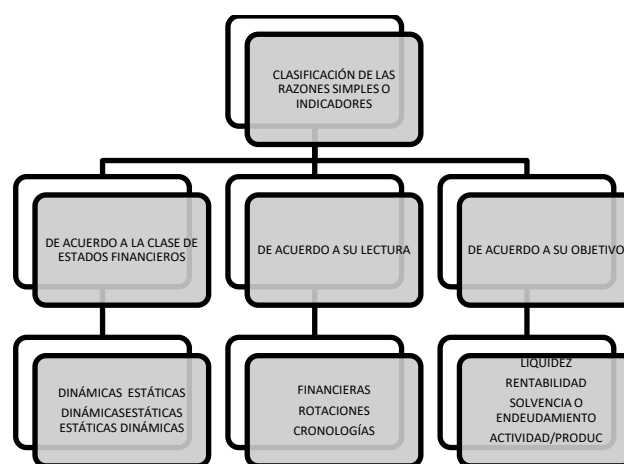 CLASIFICACIÓN DE LAS
RAZONES SIMPLES O
INDICADORES
DE ACUERDO A LA CLASE DE
ESTADOS FINANCIEROS
DE ACUERDO A SU LECTURA
DE ACUERDO A SU OBJETIVO
DINÁMICAS ESTÁTICAS
DINÁMICASESTÁTICAS
ESTÁTICAS DINÁMICAS
FINANCIERAS
ROTACIONES
CRONOLOGÍAS
LIQUIDEZ
RENTABILIDAD
SOLVENCIA O
ENDEUDAMIENTO
ACTIVIDAD/PRODUC